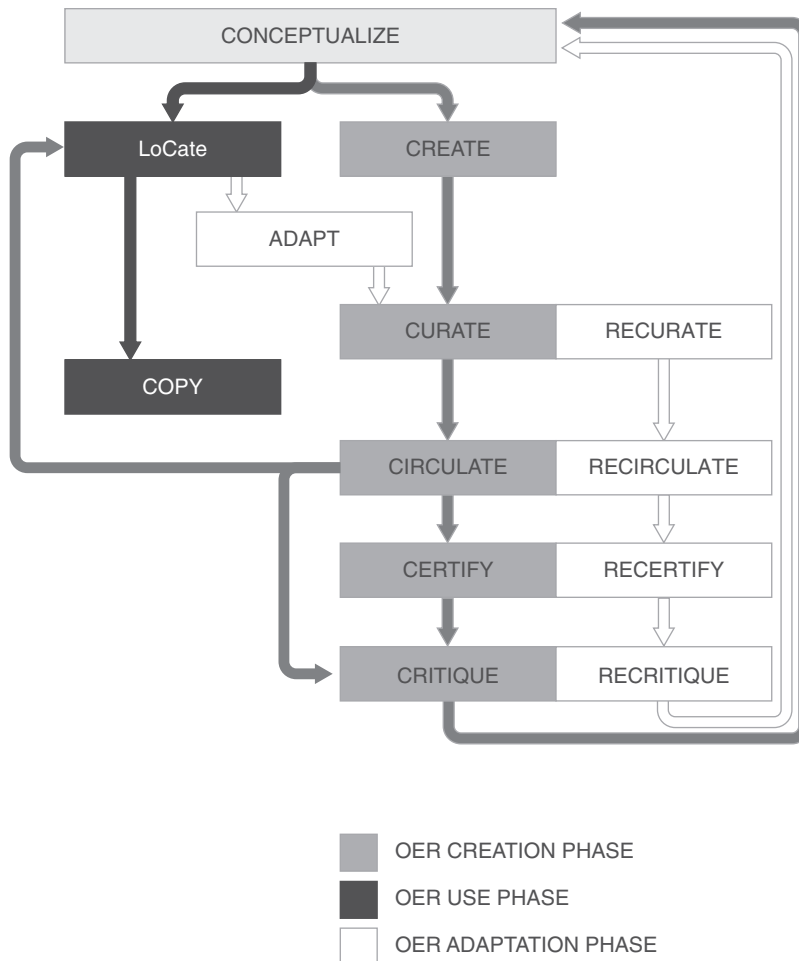 CONCEPTUALIZE
LoCate CREATE
ADAPT
CURATE RECURATE
COPY
CIRCULATE RECIRCULATE
CERTIFY RECERTIFY
CRITIQUE RECRITIQUE
OER CREATION PHASE
OER USE PHASE
OER ADAPTATION PHASE